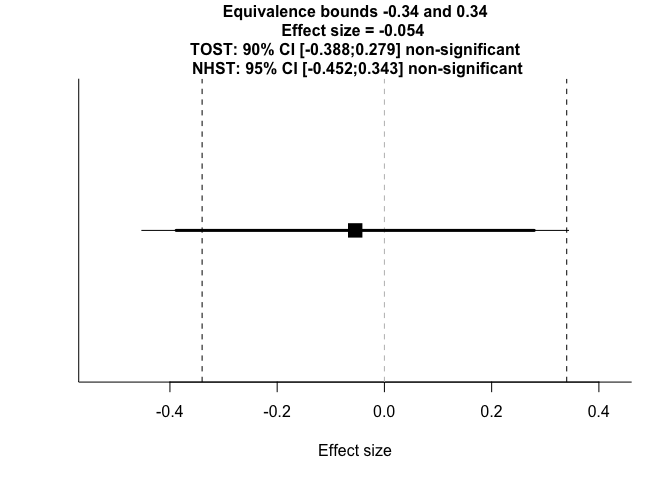 Equivalence bounds -0.34 and 0.34
Effect size = -0.054
TOST: 90% CI [-0.388;0.279] non-significant
NHST: 95% CI [-0.452;0.343] non-significant
-0.4 -0.2 0.0 0.2 0.4
Effect size